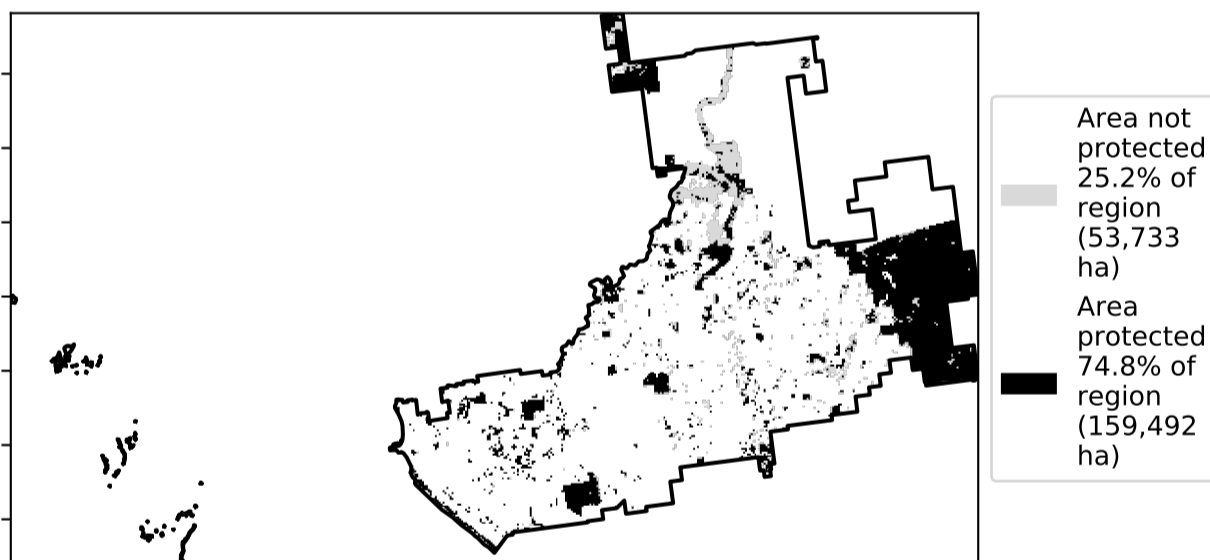 Area not
protected
25.2% of
region
(53,733
ha)
Area
protected
74.8% of
region
(159,492
ha)